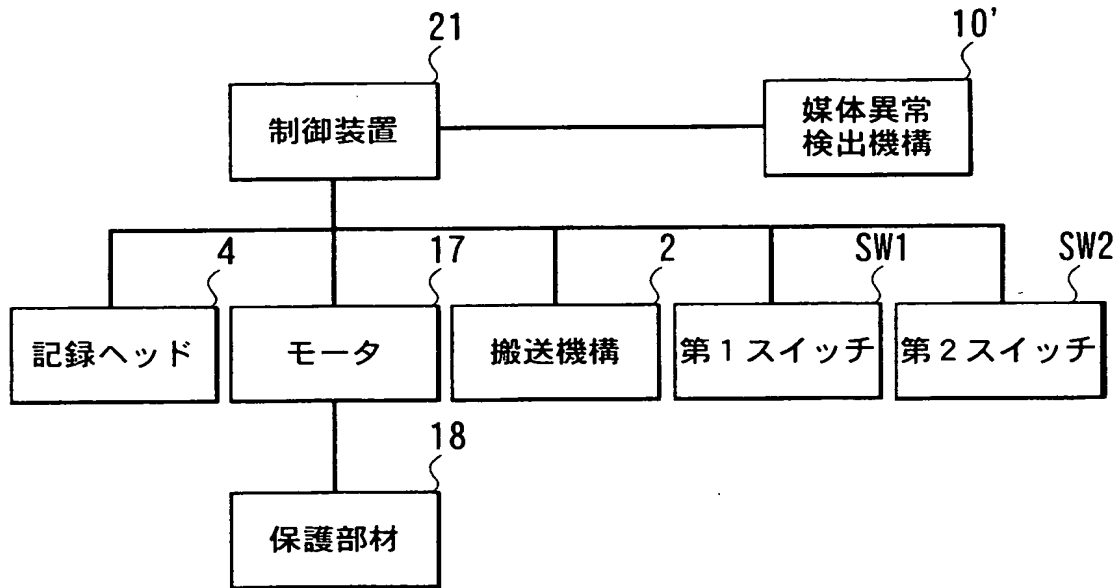 21
10'
制御装置
媒体異常
検出機構
4
17
2
SW1
SW2
記録ヘッド
モータ
搬送機構
第1スイッチ
第2スイッチ
18
保護部材